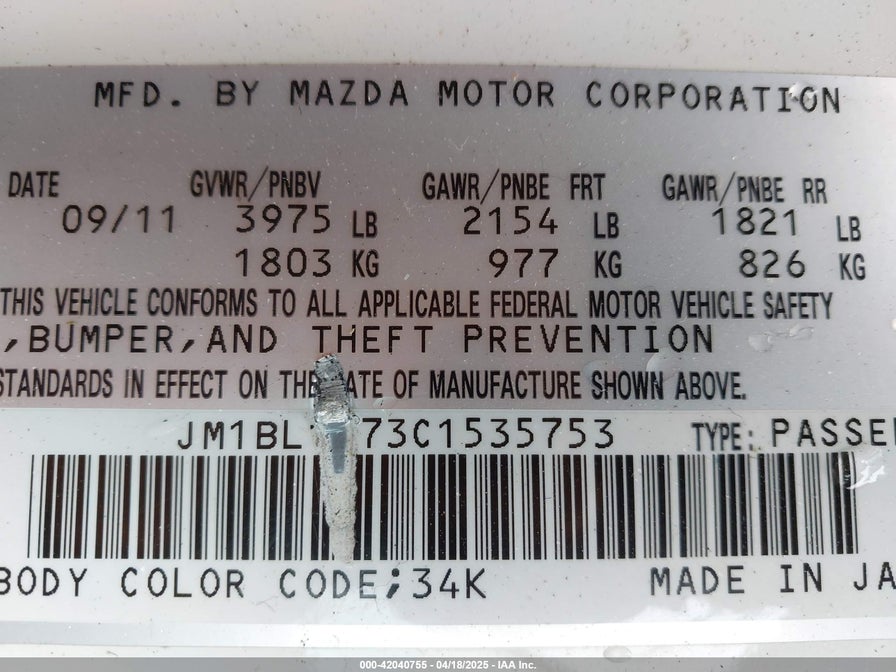 MFD. BY MAZDA MOTOR CORPORATION
DATE GVWR/PNBV GAWR/PNBE FRT GAWR/PNBE RR
09/11 3975 LB 2154 LB 1821 LB
1803 KG 977 KG 826 KG
THIS VEHICLE CONFORMS TO ALL APPLICABLE FEDERAL MOTOR VEHICLE SAFETY
,BUMPER,AND THEFT PREVENTION
STANDARDS IN EFFECT ON THE DATE OF MANUFACTURE SHOWN ABOVE.
TYPE: PASSE
BODY COLOR CODE;34K MADE IN JA
000-42040755 - 04/18/2025 - IAA Inc.